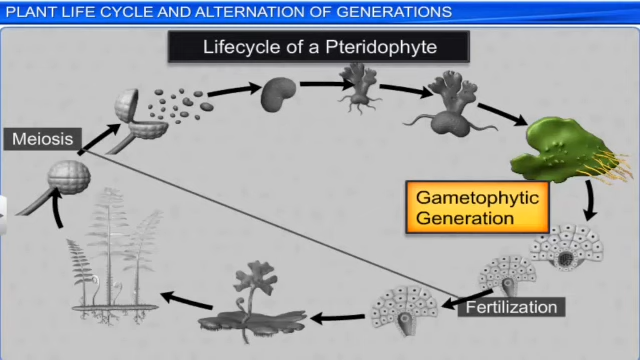 PLANT LIFE CYCLE AND ALTERNATION OF GENERATIONS
Lifecycle of a Pteridophyte
Meiosis
Gametophytic
Generation
Fertilization